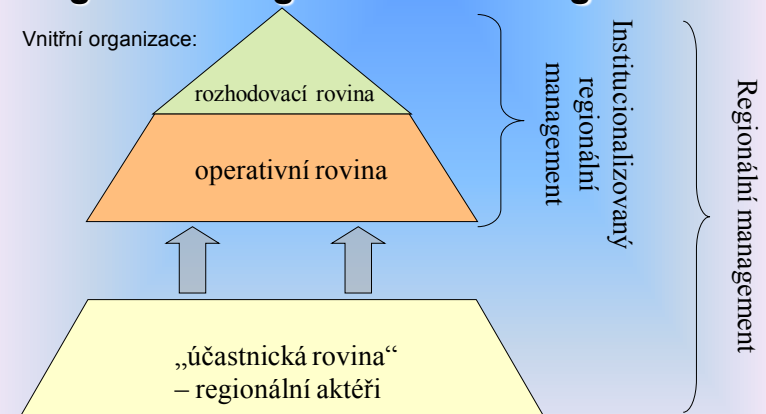 Vnitřní organizace:
rozhodovací rovina
operativní rovina
„účastnická rovina“
– regionální aktéři
Institucionalizovaný
regionální
management
Regionální management